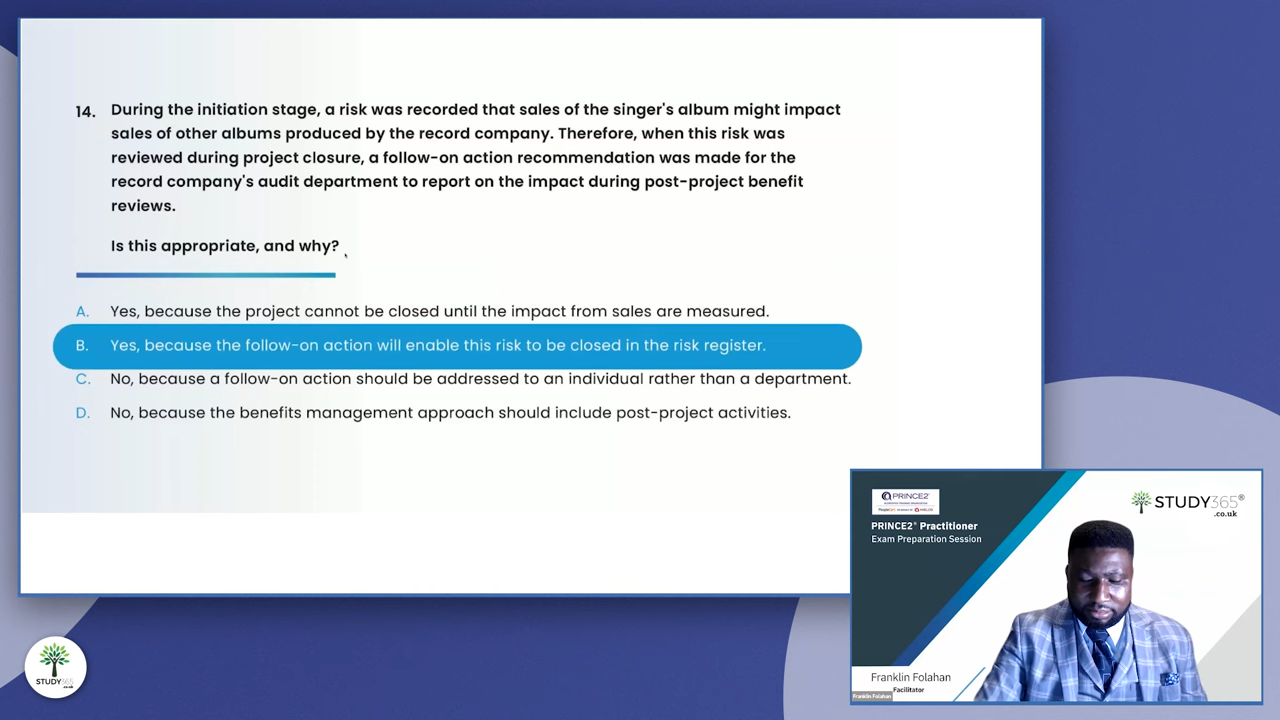 14. During the initiation stage, a risk was recorded that sales of the singer's album might impact
sales of other albums produced by the record company. Therefore, when this risk was
reviewed during project closure, a follow-on action recommendation was made for the
record company's audit department to report on the impact during post-project benefit
reviews.
Is this appropriate, and why?
A. Yes, because the project cannot be closed until the impact from sales are measured.
B. Yes, because the follow-on action will enable this risk to be closed in the risk register.
C. No, because a follow-on action should be addressed to an individual rather than a department.
D. No, because the benefits management approach should include post-project activities.
PRINCE2®
PRINCE2® Practitioner
Exam Preparation Session
STUDY365®
.co.uk
Franklin Folahan
Facilitator
Franklin Folahan
STUDY365
.co.uk